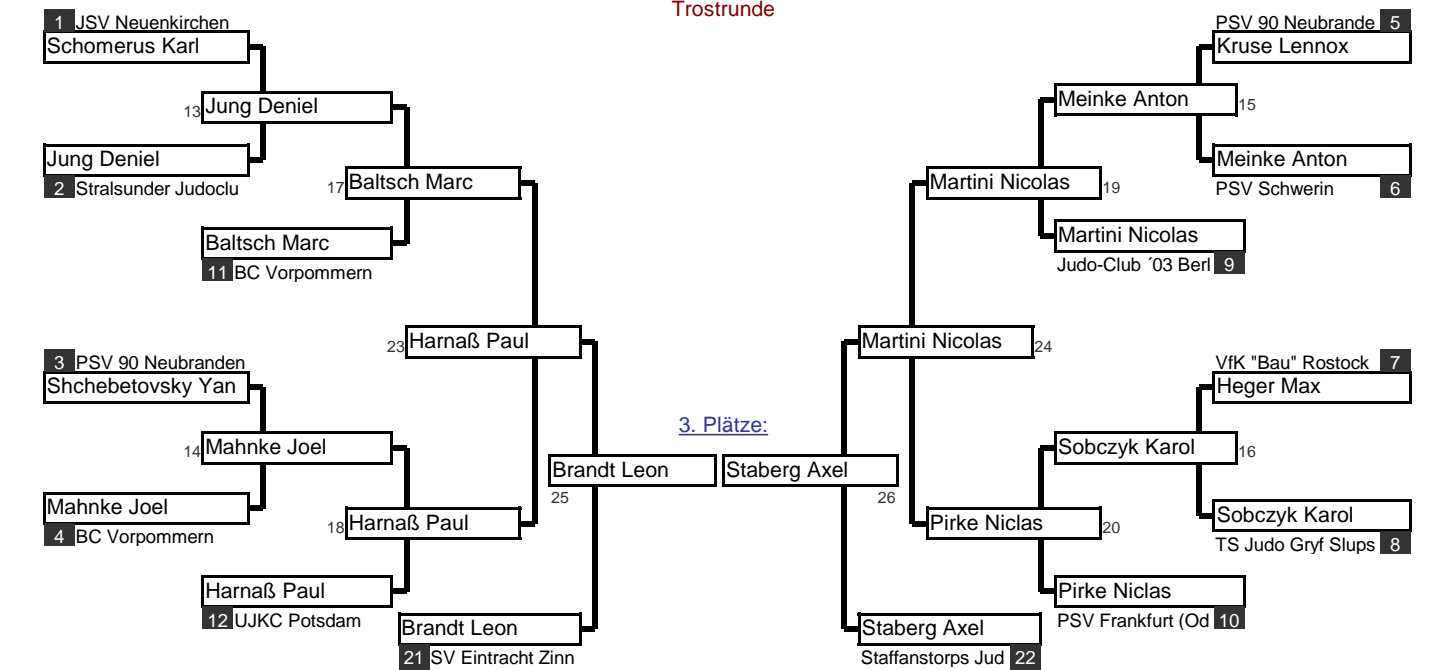 Trostrunde
1 JSV Neuenkirchen
Schomerus Karl
13 Jung Deniel
Jung Deniel
2 Stralsunder Judoclu
17 Baltsch Marc
Baltsch Marc
11 BC Vorpommern
23 Harnaß Paul
3 PSV 90 Neubranden
Shchebetovsky Yan
14 Mahnke Joel
Mahnke Joel
4 BC Vorpommern
18 Harnaß Paul
Harnaß Paul
12 UJKC Potsdam
Brandt Leon
25
Brandt Leon
21 SV Eintracht Zinn
3. Plätze:
PSV 90 Neubrande 5
Kruse Lennox
Meinke Anton 15
Meinke Anton
PSV Schwerin 6
Martini Nicolas 19
Martini Nicolas
Judo-Club ´03 Berl 9
Martini Nicolas 24
VfK "Bau" Rostock 7
Heger Max
Sobczyk Karol 16
Sobczyk Karol
TS Judo Gryf Slups 8
Pirke Niclas 20
Pirke Niclas
PSV Frankfurt (Od 10
Staberg Axel
26
Staberg Axel
Staffanstorps Jud 22